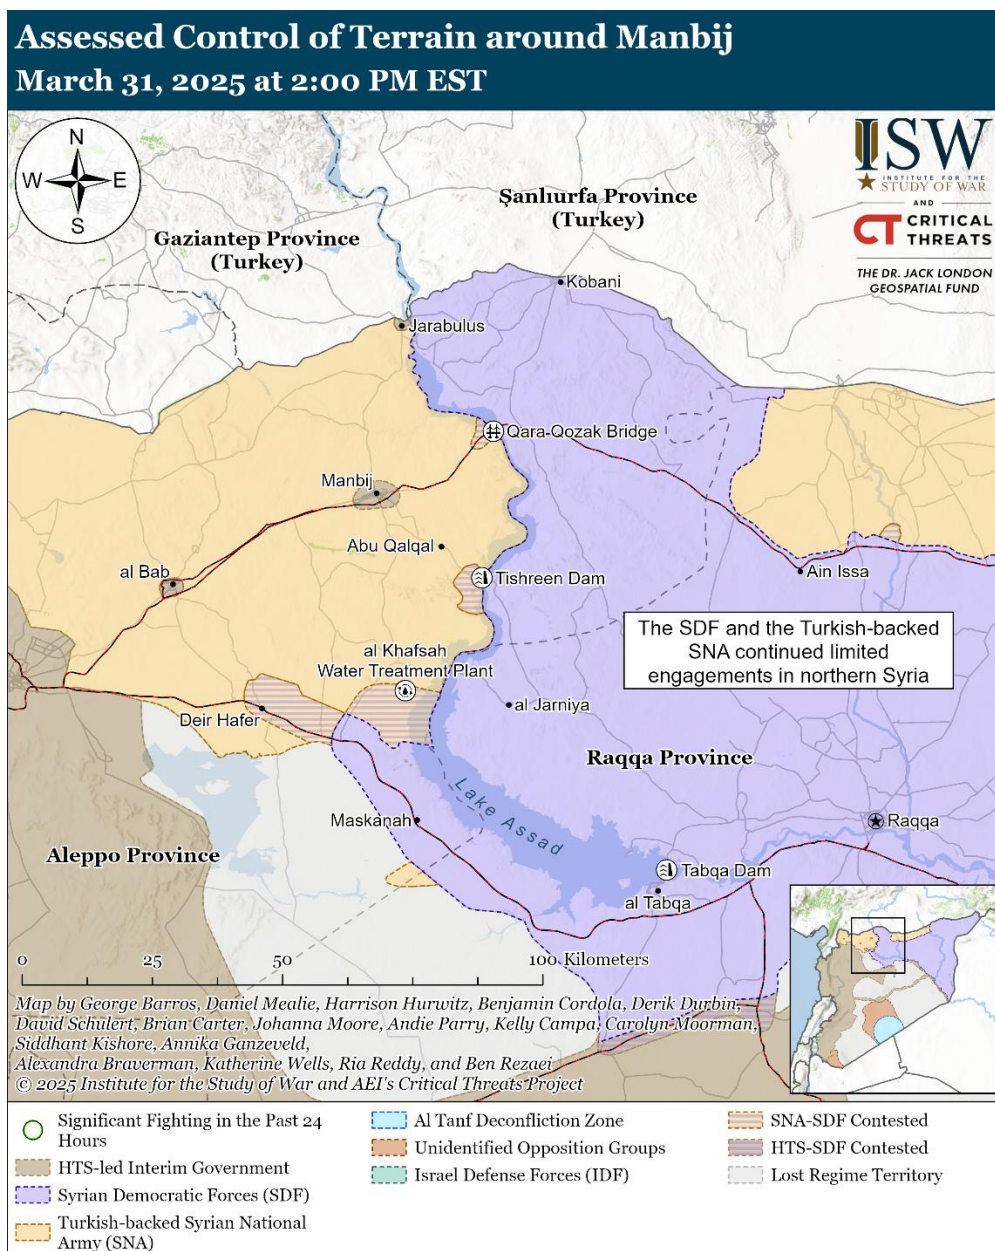 Assessed Control of Terrain around Manbij
March 31, 2025 at 2:00 PM EST
N
W
E
S
ISW
INSTITUTE FOR THE
STUDY OF WAR
AND
CT CRITICAL
THREATS
THE DR. JACK LONDON
GEOSPATIAL FUND
Şanlıurfa Province
(Turkey)
Gaziantep Province
(Turkey)
Kobani
Jarabulus
Qara-Qozak Bridge
Manbij
Abu Qalqal
al Bab
Tishreen Dam
Ain Issa
The SDF and the Turkish-backed
SNA continued limited
engagements in northern Syria
al Khafsah
Water Treatment Plant
Deir Hafer
al Jarniya
Raqqa Province
Lake Assad
Maskanah
Raqqa
Aleppo Province
Tabqa Dam
al Tabqa
0 25 50 100 Kilometers
Map by George Barros, Daniel Mealie, Harrison Hurwitz, Benjamin Cordola, Derik Durbin,
David Schulert, Brian Carter, Johanna Moore, Andie Parry, Kelly Campa, Carolyn Moorman,
Siddhant Kishore, Annika Ganzeveld,
Alexandra Braverman, Katherine Wells, Ria Reddy, and Ben Rezaei
© 2025 Institute for the Study of War and AEI's Critical Threats Project
Significant Fighting in the Past 24
Hours
HTS-led Interim Government
Syrian Democratic Forces (SDF)
Turkish-backed Syrian National
Army (SNA)
Al Tanf Deconfliction Zone
Unidentified Opposition Groups
Israel Defense Forces (IDF)
SNA-SDF Contested
HTS-SDF Contested
Lost Regime Territory